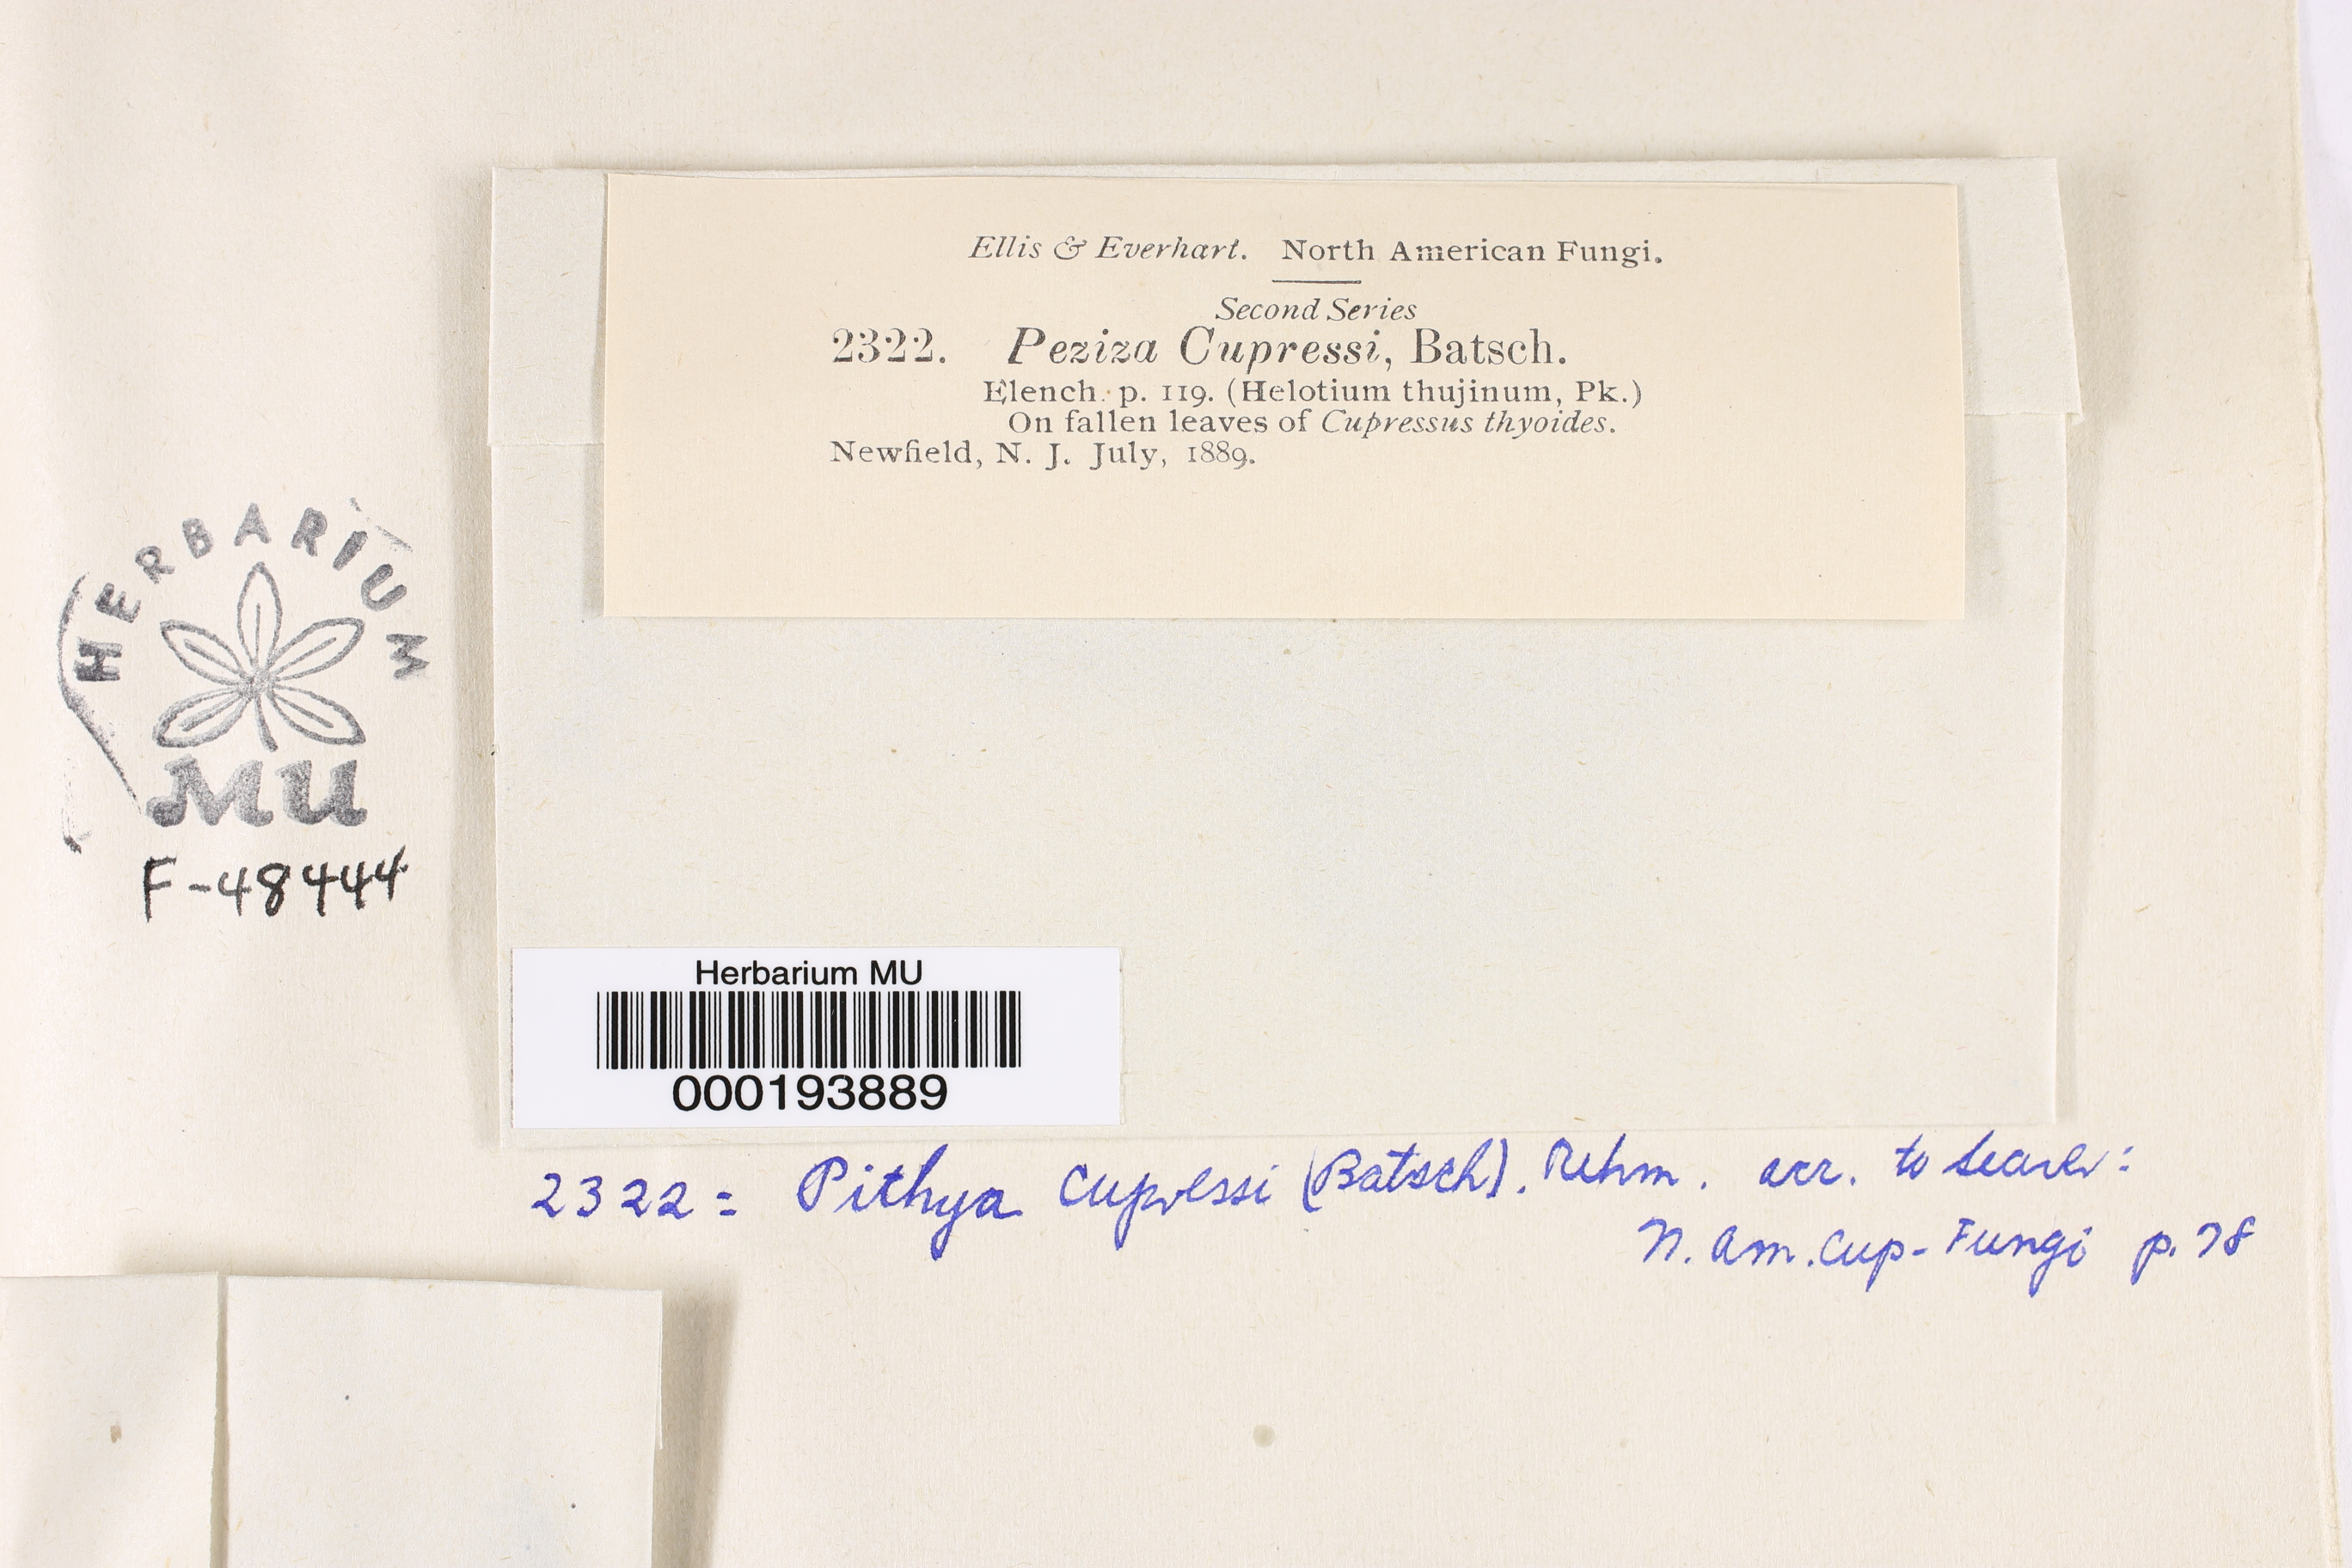 Ellis & Everhart. North American Fungi.
Second Series
2322. Peziza Cupressi, Batsch.
Elench. p. 119. (Helotium thujinum, Pk.)
On fallen leaves of Cupressus thyoides.
Newfield, N. J. July, 1889.
HERBARIUM
MU
F-48444
Herbarium MU
000193889
2322 = Pithya cupressi (Batsch). Rehm. acc. to Seaver:
N. Am. Cup-Fungi p. 78